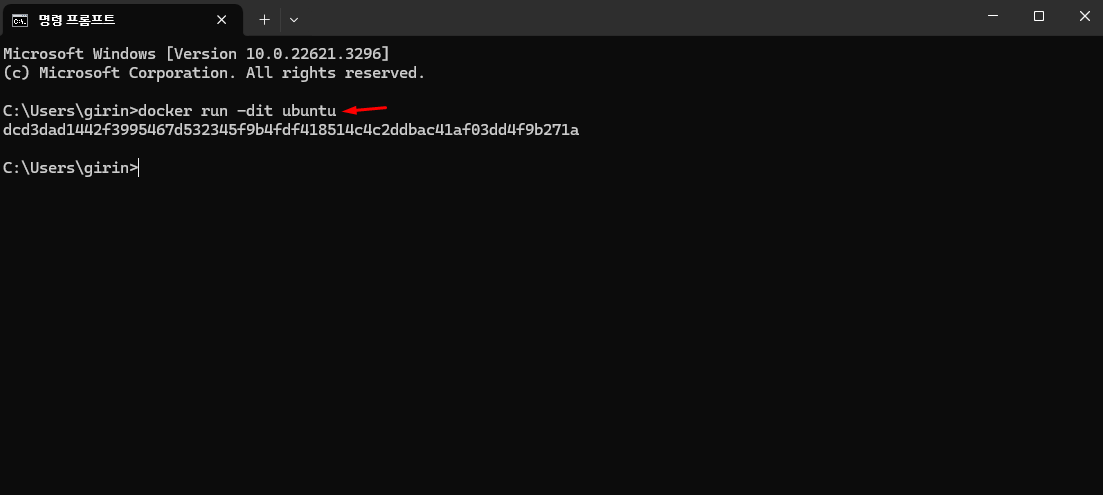 명령 프롬프트
Microsoft Windows [Version 10.0.22621.3296]
(c) Microsoft Corporation. All rights reserved.
C:\Users\girin>docker run -dit ubuntu
dcd3dad1442f3995467d532345f9b4fdf418514c4c2ddbac41af03dd4f9b271a
C:\Users\girin>